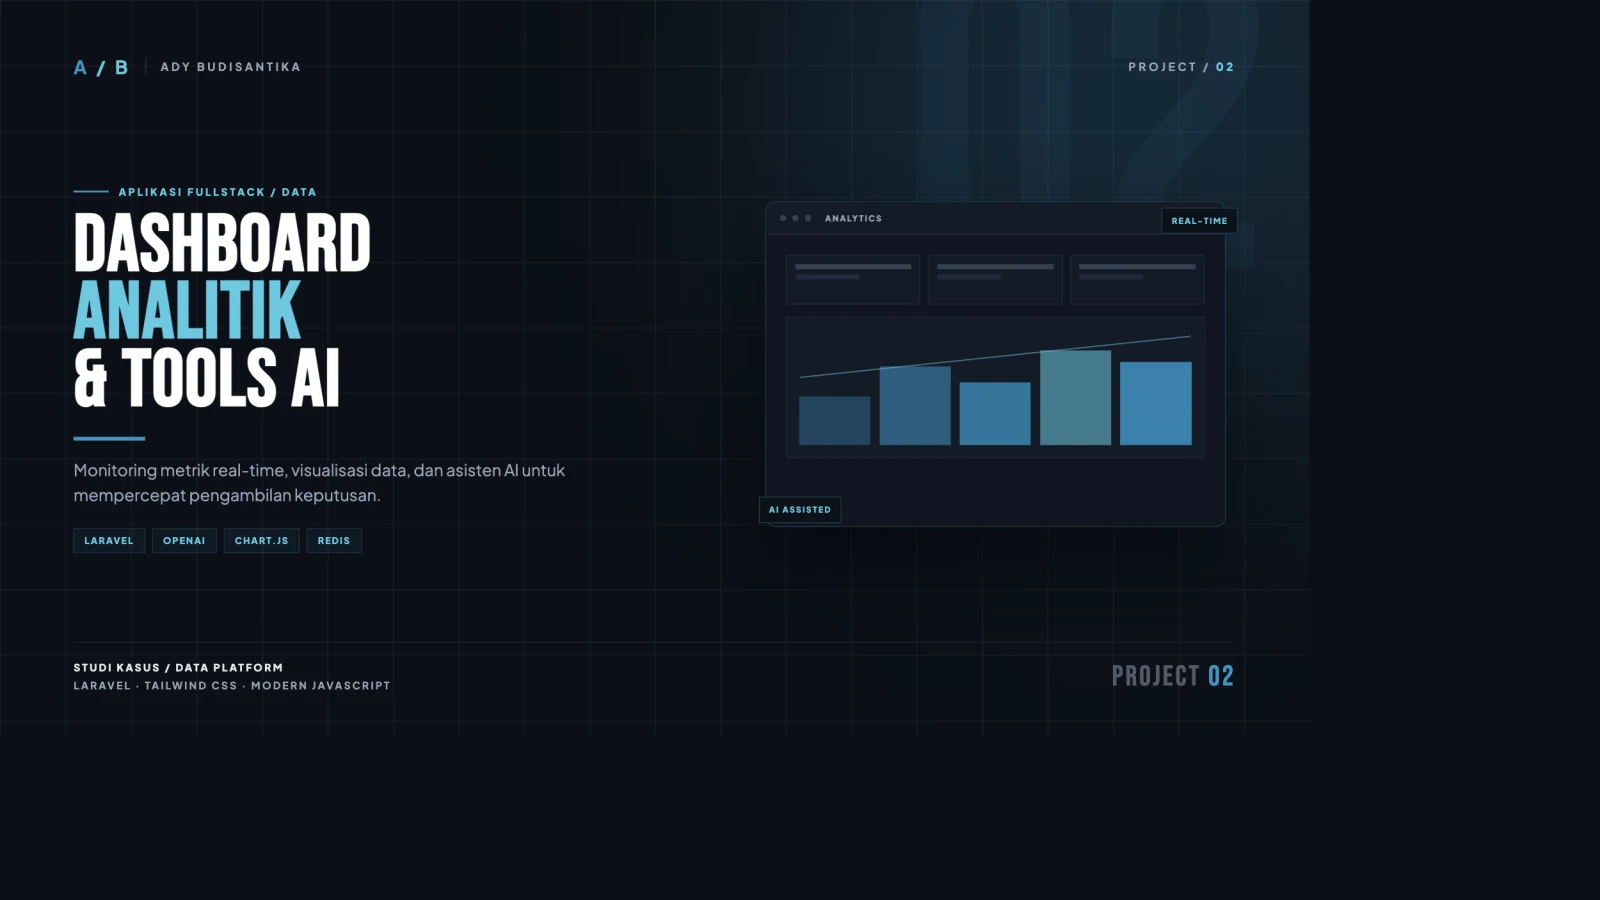 A / B ADY BUDISANTIKA
PROJECT / 02
02
APLIKASI FULLSTACK / DATA
DASHBOARD
ANALITIK
& TOOLS AI
Monitoring metrik real-time, visualisasi data, dan asisten AI untuk
mempercepat pengambilan keputusan.
LARAVEL OPENAI CHART.JS REDIS
ANALYTICS
REAL-TIME
AI ASSISTED
STUDI KASUS / DATA PLATFORM
LARAVEL · TAILWIND CSS · MODERN JAVASCRIPT
PROJECT 02